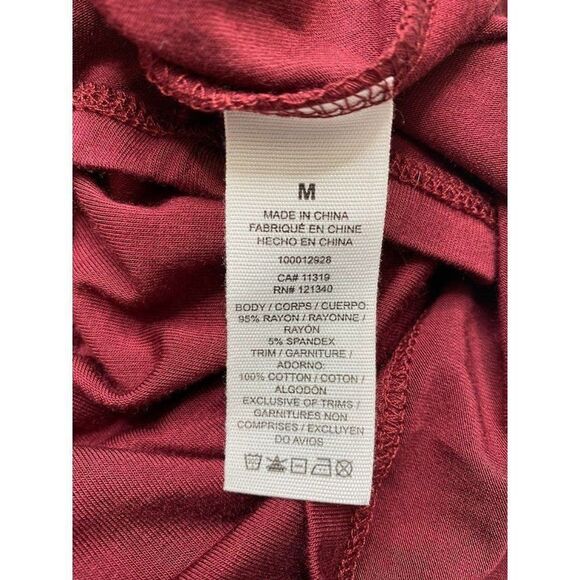 M
MADE IN CHINA
FABRIQUÉ EN CHINE
HECHO EN CHINA
100012928
CA# 11319
RN# 121340
BODY / CORPS / CUERPO:
95% RAYON / RAYONNE /
RAYÓN
5% SPANDEX
TRIM / GARNITURE /
ADORNO:
100% COTTON / COTON /
ALGODÓN
EXCLUSIVE OF TRIMS /
GARNITURES NON
COMPRISES / EXCLUYEN
DO AVIOS